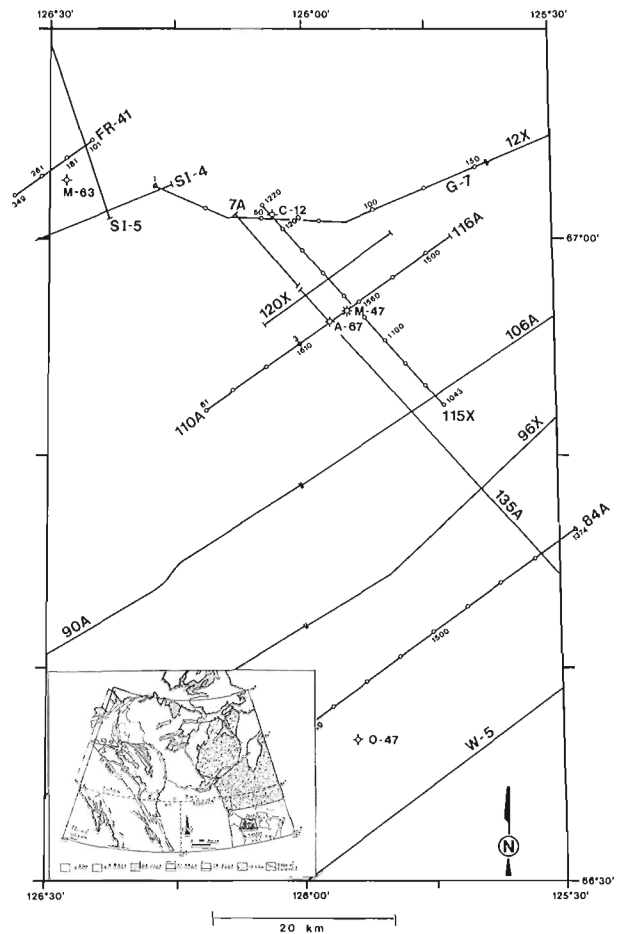 126°30'
126°00'
125°30'
FR-41
101
181
261
349
M-63
SI-4
SI-5
12X
150
G-7
100
7A
1220
C-12
50
1200
116A
67°00'
1500
120X
1560
M-47
A-67
1610
1100
106A
61
110A
1043
115X
96X
135A
84A
1374
90A
1500
O-47
W-5
N
126°30'
126°00'
125°30'
66°30'
20 km